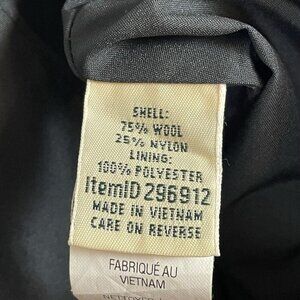 SHELL:
75% WOOL
25% NYLON
LINING:
100% POLYESTER
ItemID 296912
MADE IN VIETNAM
CARE ON REVERSE
FABRIQUÉ AU
VIETNAM